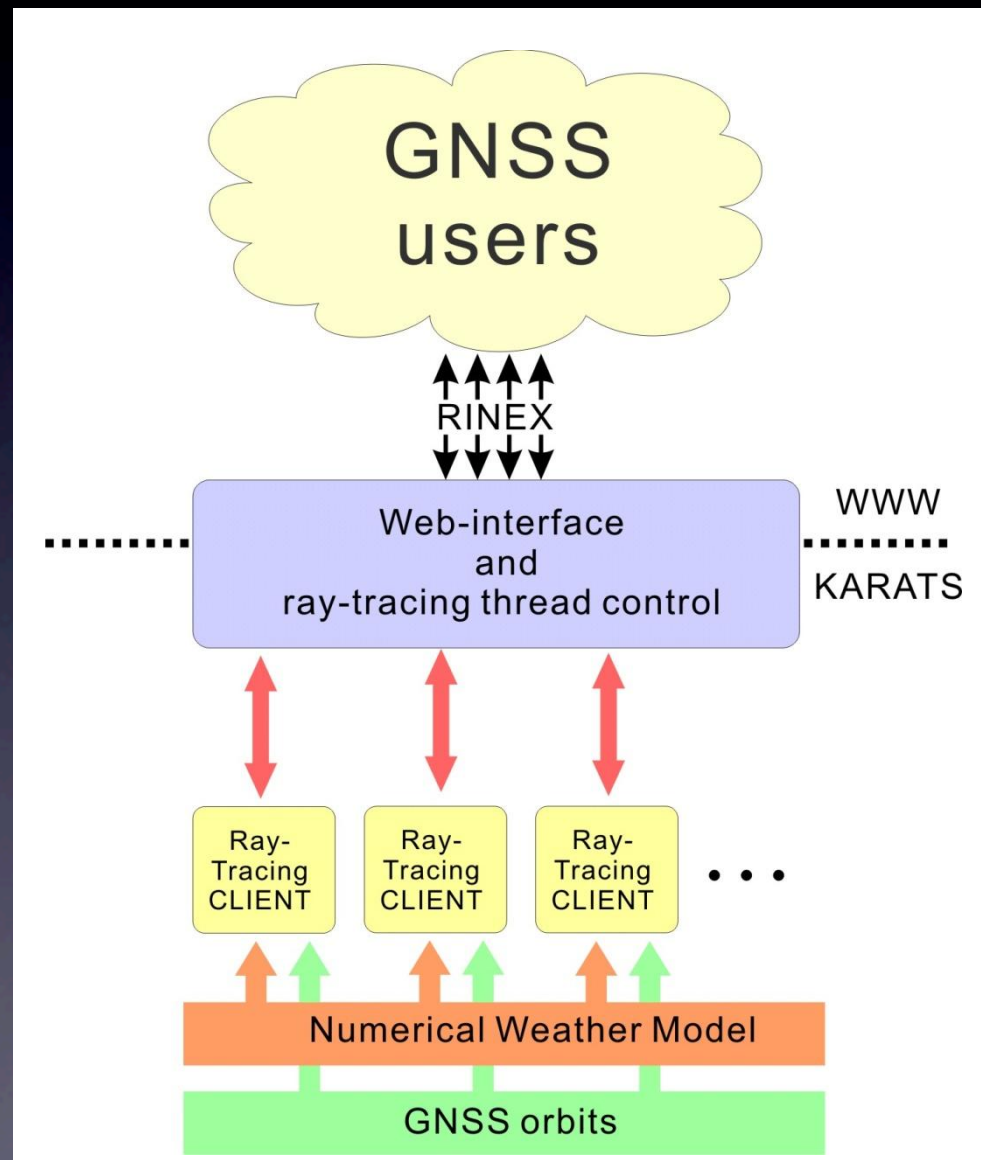 GNSS
users
RINEX
Web-interface
and
ray-tracing thread control
WWW
KARATS
Ray-
Tracing
CLIENT
Ray-
Tracing
CLIENT
Ray-
Tracing
CLIENT
• • •
Numerical Weather Model
GNSS orbits